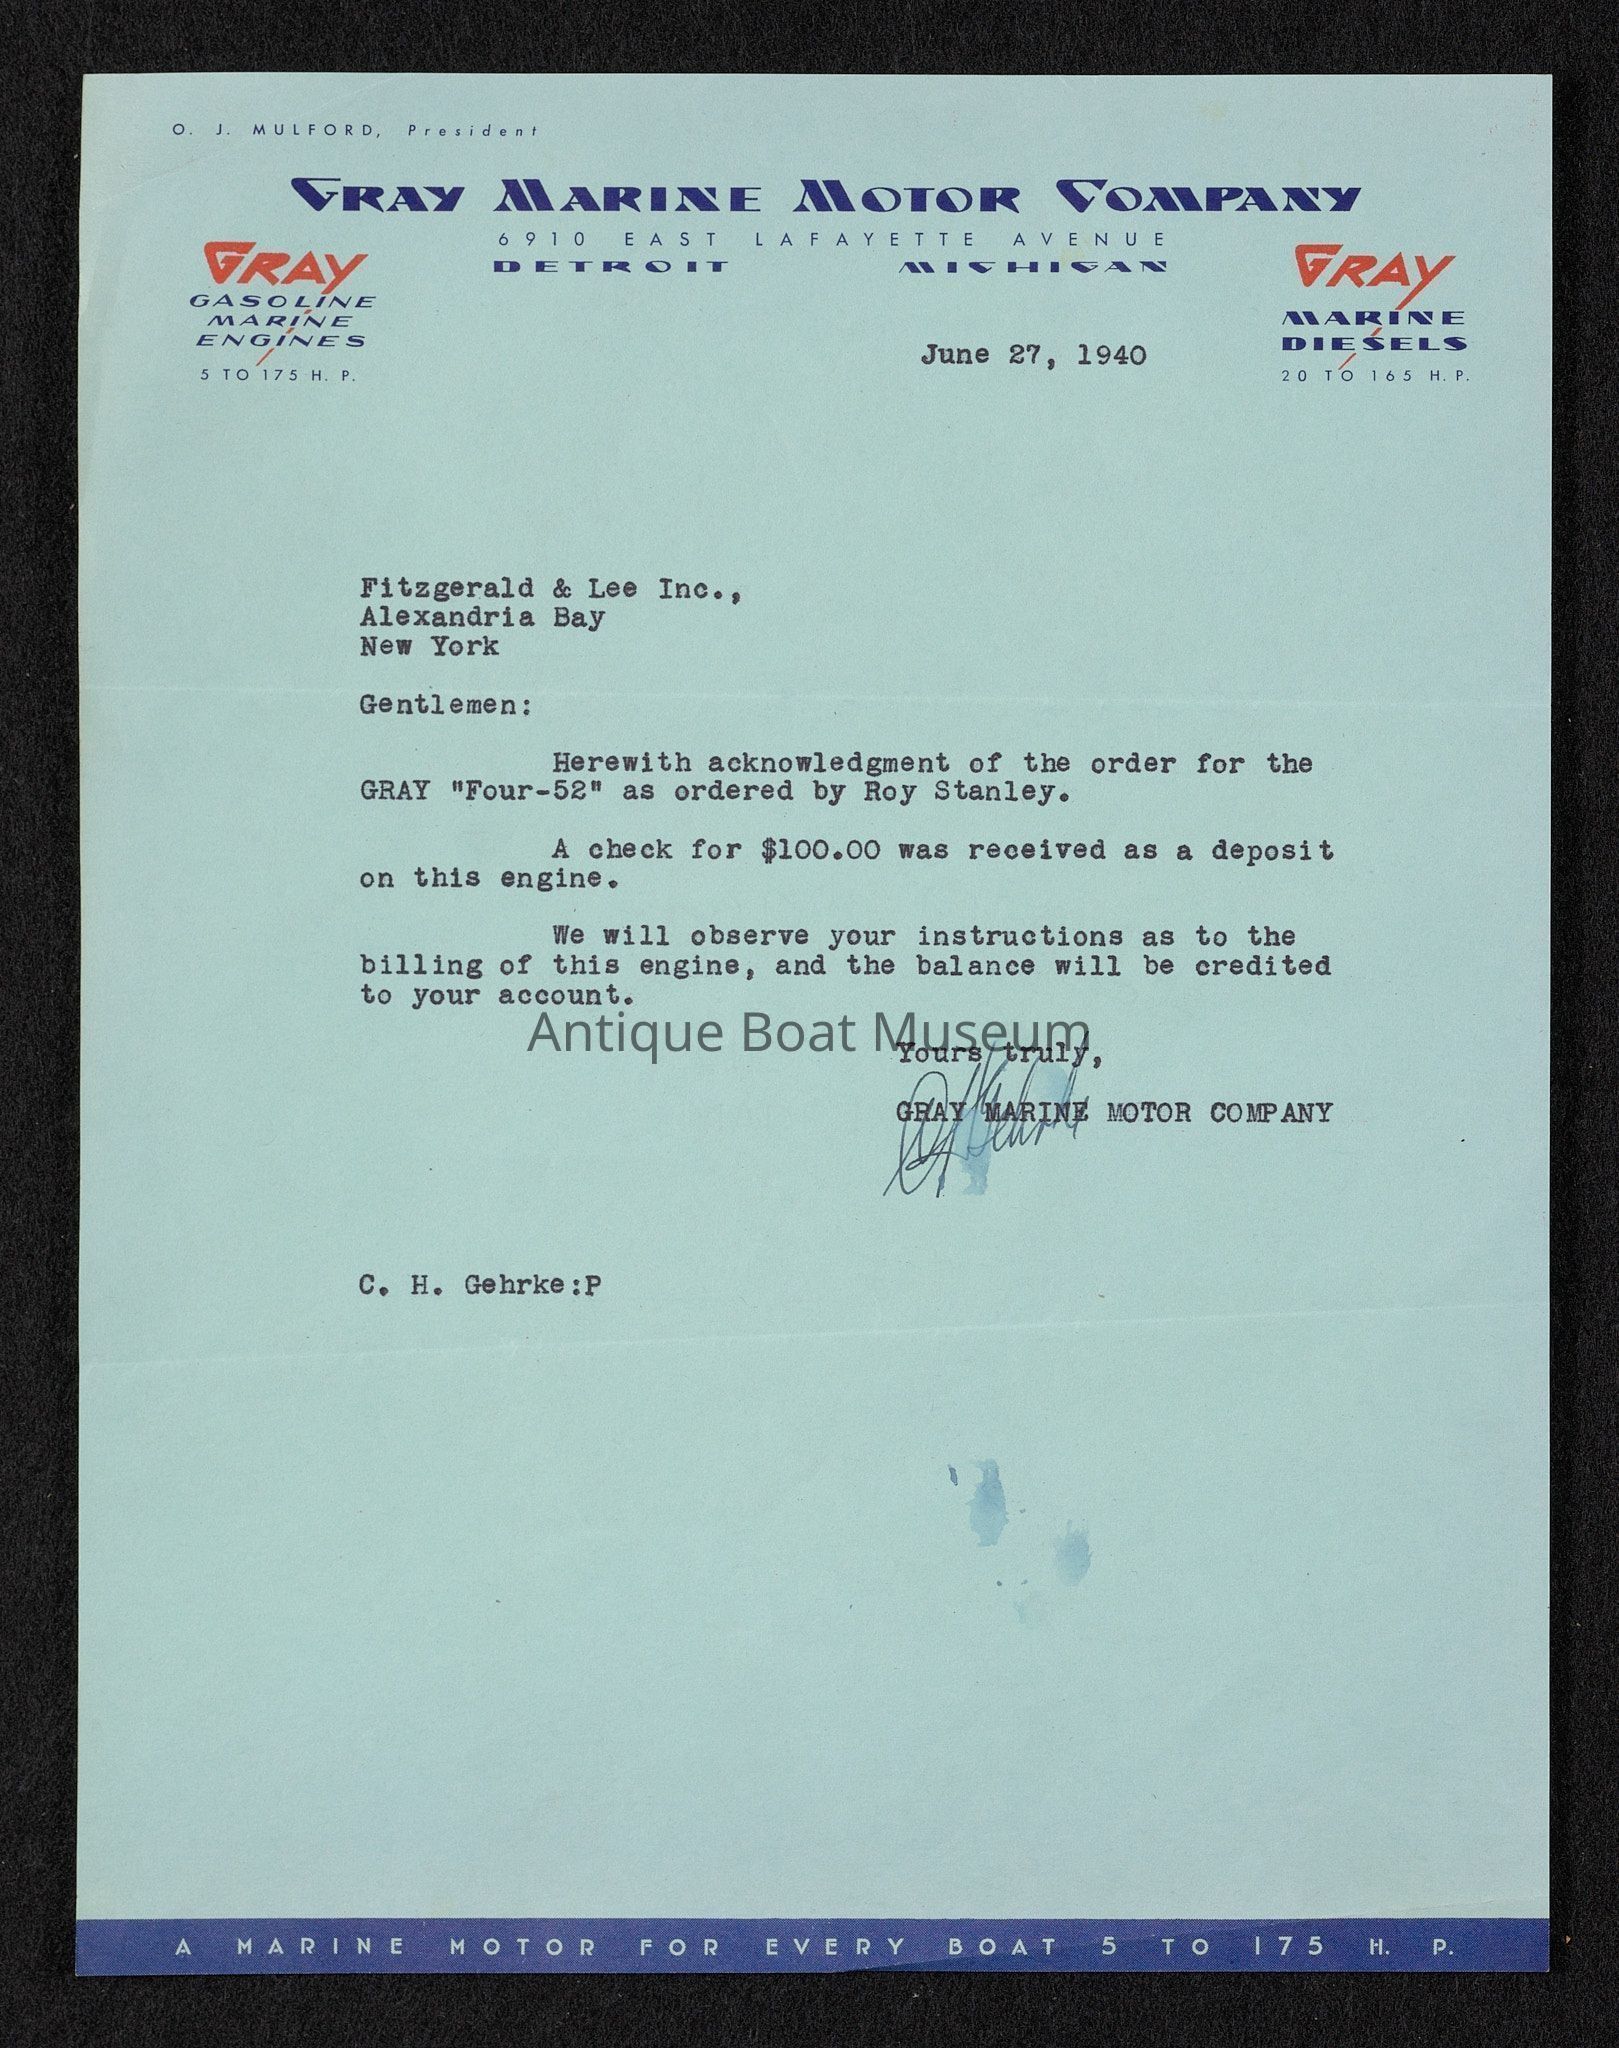 O. J. MULFORD, President
GRAY MARINE MOTOR COMPANY
6910 EAST LAFAYETTE AVENUE
DETROIT MICHIGAN
GRAY
GASOLINE
MARINE
ENGINES
5 TO 175 H. P.
GRAY
MARINE
DIESELS
20 TO 165 H. P.
June 27, 1940
Fitzgerald & Lee Inc.,
Alexandria Bay
New York
Gentlemen:
Herewith acknowledgment of the order for the
GRAY "Four-52" as ordered by Roy Stanley.
A check for $100.00 was received as a deposit
on this engine.
We will observe your instructions as to the
billing of this engine, and the balance will be credited
to your account.
Antique Boat Museum
Yours truly,
GRAY MARINE MOTOR COMPANY
CH Gehrke
C. H. Gehrke:P
A MARINE MOTOR FOR EVERY BOAT 5 TO 175 H. P.